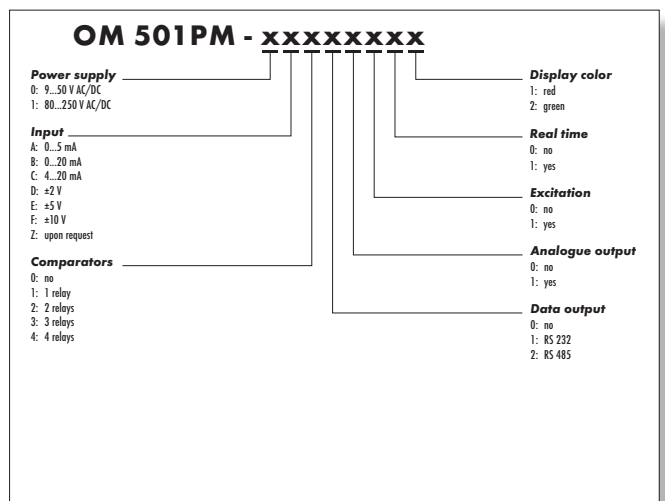 OM 501PM - xxxxxxxx
Power supply
0: 9...50 V AC/DC
1: 80...250 V AC/DC
Input
A: 0...5 mA
B: 0...20 mA
C: 4...20 mA
D: ±2 V
E: ±5 V
F: ±10 V
Z: upon request
Comparators
0: no
1: 1 relay
2: 2 relays
3: 3 relays
4: 4 relays
Display color
1: red
2: green
Real time
0: no
1: yes
Excitation
0: no
1: yes
Analogue output
0: no
1: yes
Data output
0: no
1: RS 232
2: RS 485